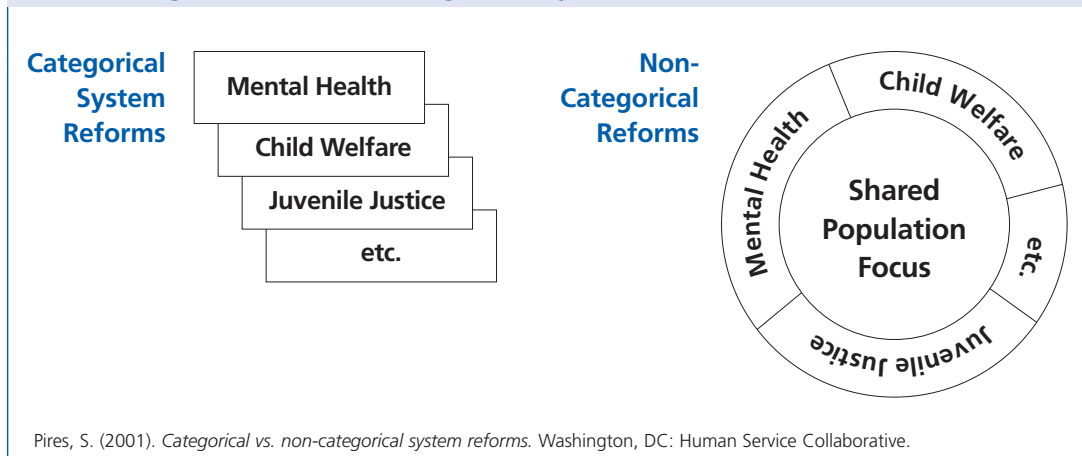 Categorical
System
Reforms
Mental Health
Child Welfare
Juvenile Justice
etc.
Non-
Categorical
Reforms
Mental Health
Child Welfare
etc.
Juvenile Justice
Shared
Population
Focus
Pires, S. (2001). Categorical vs. non-categorical system reforms. Washington, DC: Human Service Collaborative.